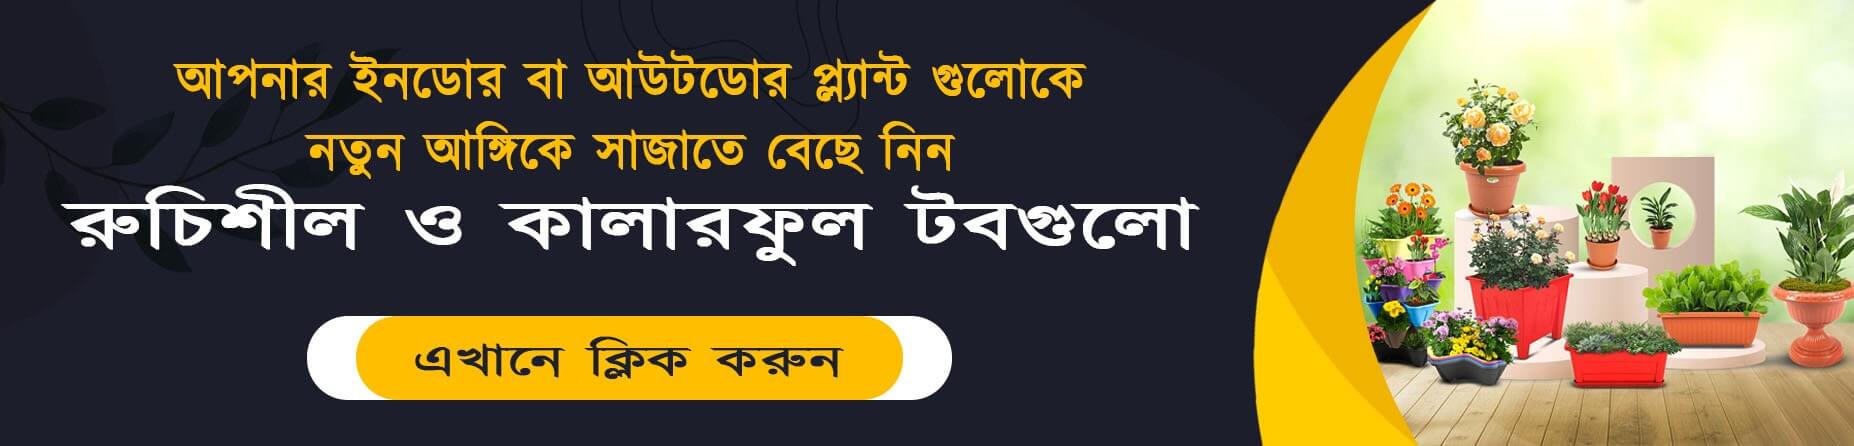 আপনার ইনডোর বা আউটডোর প্ল্যান্ট গুলোকে
নতুন আঙ্গিকে সাজাতে বেছে নিন
রুচিশীল ও কালারফুল টবগুলো
এখানে ক্লিক করুন